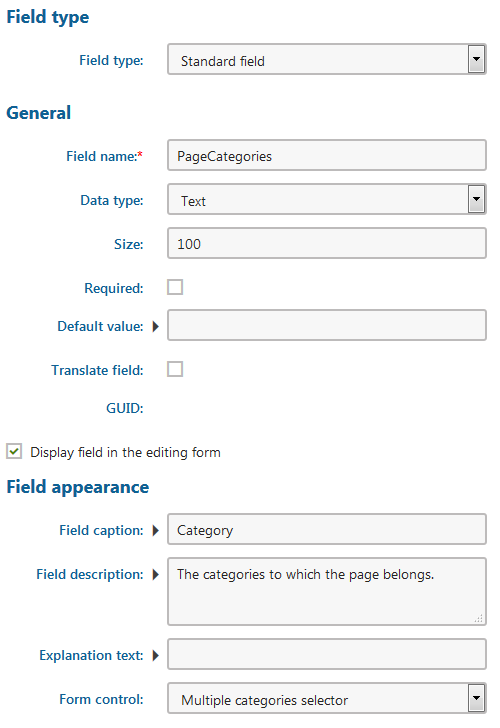 Field type
Field type: Standard field
General
Field name:* PageCategories
Data type: Text
Size: 100
Required:
Default value:
Translate field:
GUID:
Display field in the editing form
Field appearance
Field caption: Category
Field description: The categories to which the page belongs.
Explanation text:
Form control: Multiple categories selector